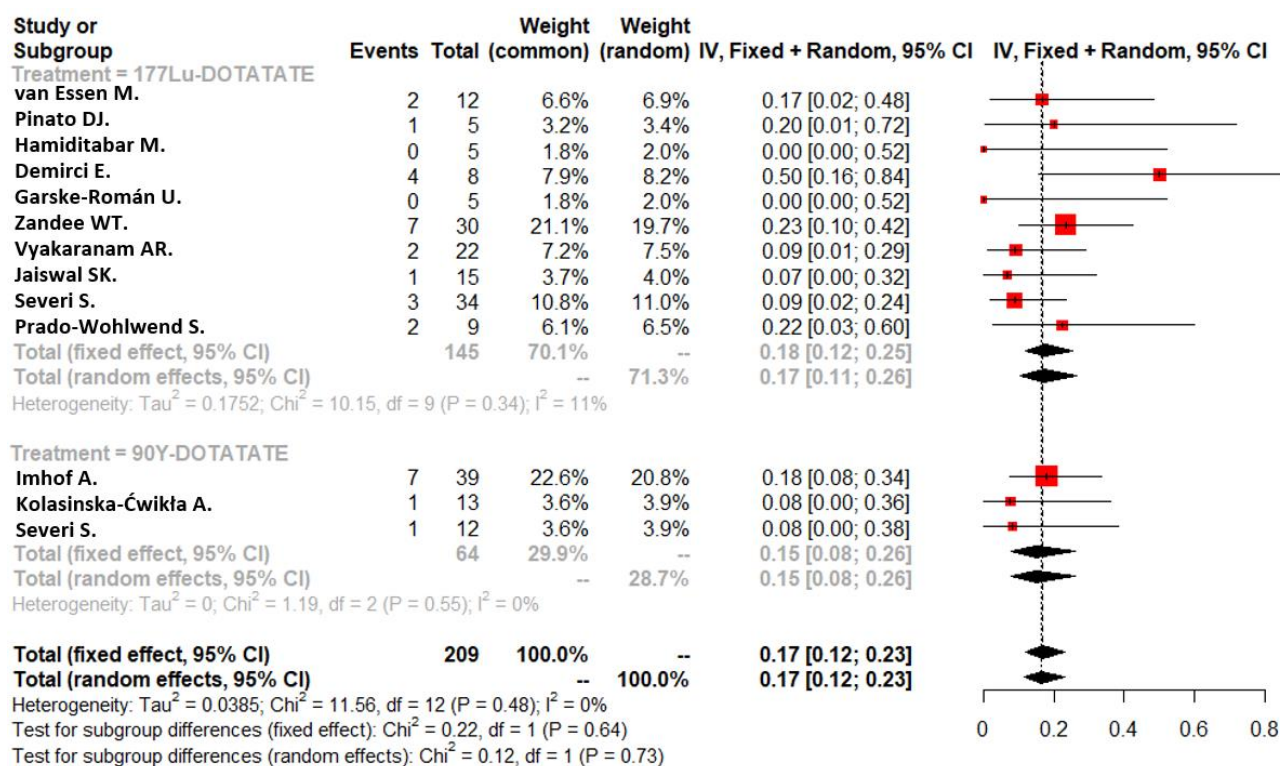 Study or Subgroup Events Total Weight (common) Weight (random) IV, Fixed + Random, 95% CI IV, Fixed + Random, 95% CI
Treatment = 177Lu-DOTATATE
van Essen M. 2 12 6.6% 6.9% 0.17 [0.02; 0.48]
Pinato DJ. 1 5 3.2% 3.4% 0.20 [0.01; 0.72]
Hamiditabar M. 0 5 1.8% 2.0% 0.00 [0.00; 0.52]
Demirci E. 4 8 7.9% 8.2% 0.50 [0.16; 0.84]
Garske-Román U. 0 5 1.8% 2.0% 0.00 [0.00; 0.52]
Zandee WT. 7 30 21.1% 19.7% 0.23 [0.10; 0.42]
Vyakaranam AR. 2 22 7.2% 7.5% 0.09 [0.01; 0.29]
Jaiswal SK. 1 15 3.7% 4.0% 0.07 [0.00; 0.32]
Severi S. 3 34 10.8% 11.0% 0.09 [0.02; 0.24]
Prado-Wohlwend S. 2 9 6.1% 6.5% 0.22 [0.03; 0.60]
Total (fixed effect, 95% CI) 145 70.1% -- 0.18 [0.12; 0.25]
Total (random effects, 95% CI) -- 71.3% 0.17 [0.11; 0.26]
Heterogeneity: Tau² = 0.1752; Chi² = 10.15, df = 9 (P = 0.34); I² = 11%
Treatment = 90Y-DOTATATE
Imhof A. 7 39 22.6% 20.8% 0.18 [0.08; 0.34]
Kolasinska-Ćwikła A. 1 13 3.6% 3.9% 0.08 [0.00; 0.36]
Severi S. 1 12 3.6% 3.9% 0.08 [0.00; 0.38]
Total (fixed effect, 95% CI) 64 29.9% -- 0.15 [0.08; 0.26]
Total (random effects, 95% CI) -- 28.7% 0.15 [0.08; 0.26]
Heterogeneity: Tau² = 0; Chi² = 1.19, df = 2 (P = 0.55); I² = 0%
Total (fixed effect, 95% CI) 209 100.0% -- 0.17 [0.12; 0.23]
Total (random effects, 95% CI) -- 100.0% 0.17 [0.12; 0.23]
Heterogeneity: Tau² = 0.0385; Chi² = 11.56, df = 12 (P = 0.48); I² = 0%
Test for subgroup differences (fixed effect): Chi² = 0.22, df = 1 (P = 0.64)
Test for subgroup differences (random effects): Chi² = 0.12, df = 1 (P = 0.73)
0 0.2 0.4 0.6 0.8